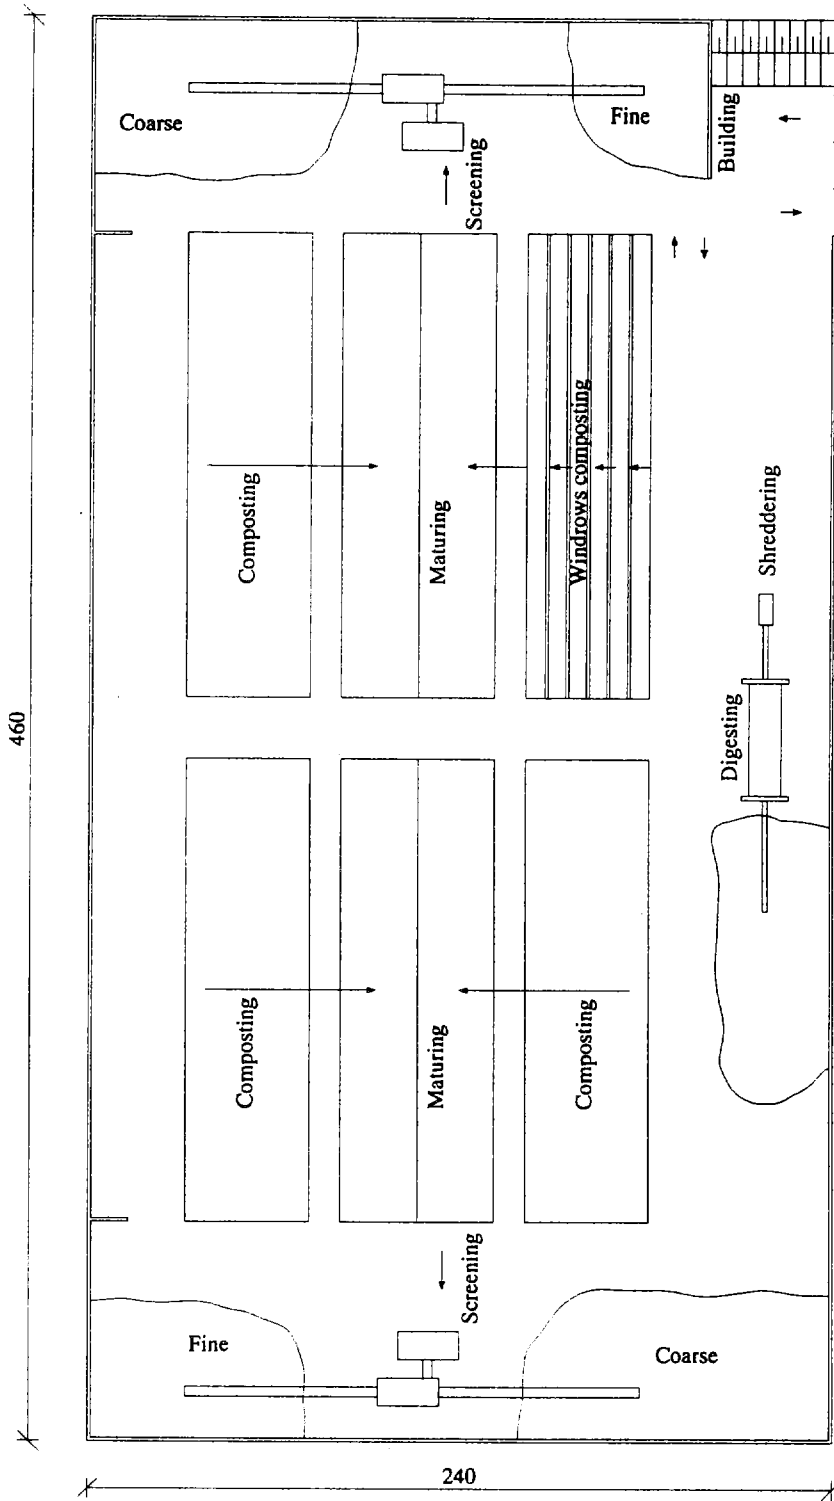 Coarse
Fine
Building
Screening
Composting
Maturing
Windrows composting
Shreddering
Digesting
460
Composting
Maturing
Composting
Screening
Fine
Coarse
240